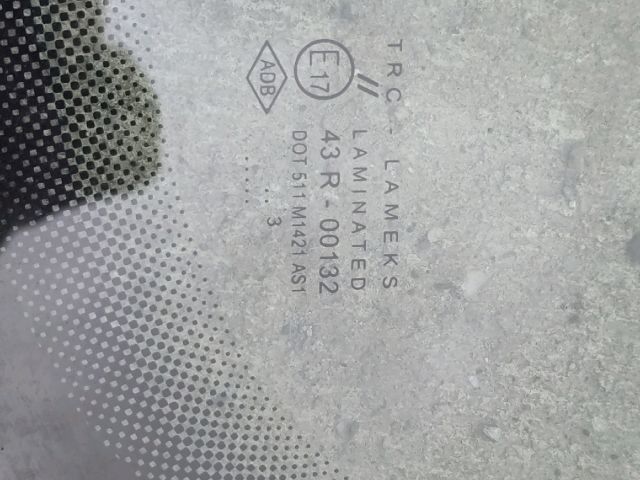 TRC - LAMEKS
LAMINATED
E17 // 43 R - 00132
DOT 511 M1421 AS1
ADB
.. 3
.....